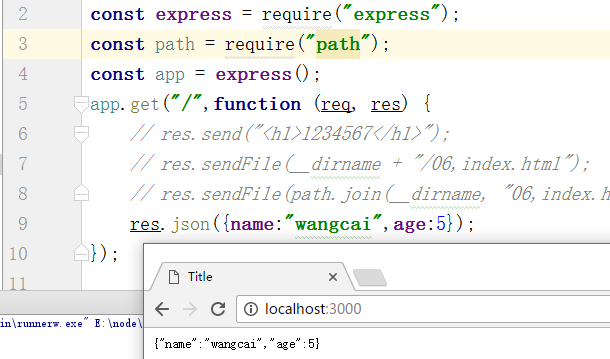 2 const express = require("express");
3 const path = require("path");
4 const app = express();
5 app.get("/",function (req, res) {
6 // res.send("<h1>1234567</h1>");
7 // res.sendFile(__dirname + "/06,index.html");
8 // res.sendFile(path.join(__dirname, "06,index.h
9 res.json({name:"wangcai",age:5});
10 });
11
in\runnerw.exe" E:\node\
Title
localhost:3000
{"name":"wangcai","age":5}